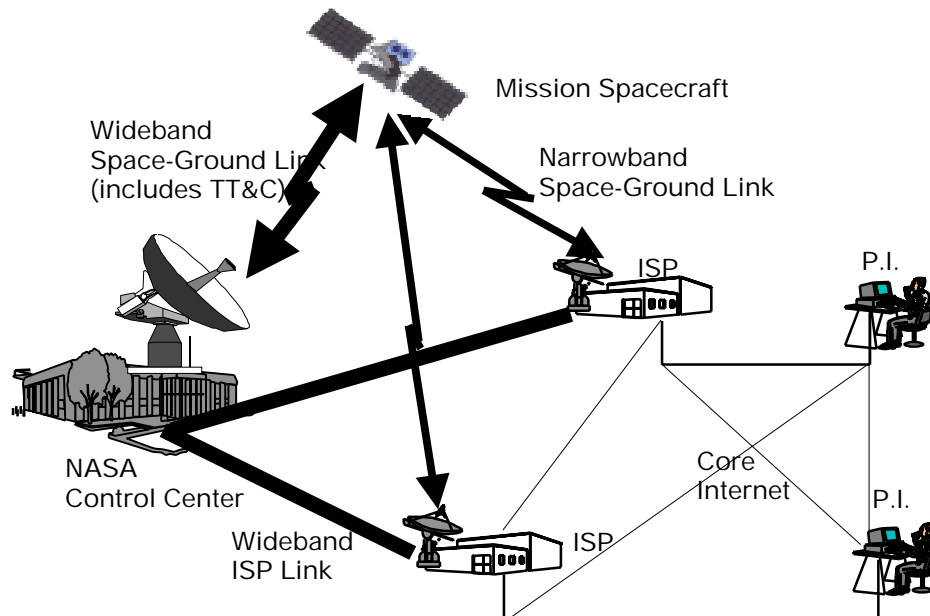 Mission Spacecraft
Wideband
Space-Ground Link
(includes TT&C)
Narrowband
Space-Ground Link
ISP
P.I.
NASA
Control Center
Core
Internet
P.I.
Wideband
ISP Link
ISP